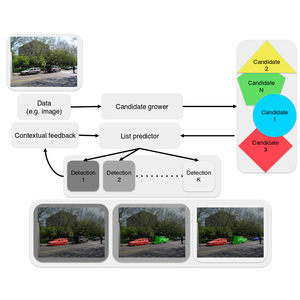 Candidate
2
Data
(e.g. image)
Candidate grower
Candidate
N
Candidate
1
Contextual feedback
List predictor
Candidate
3
Detection
1
Detection
2
Detection
K